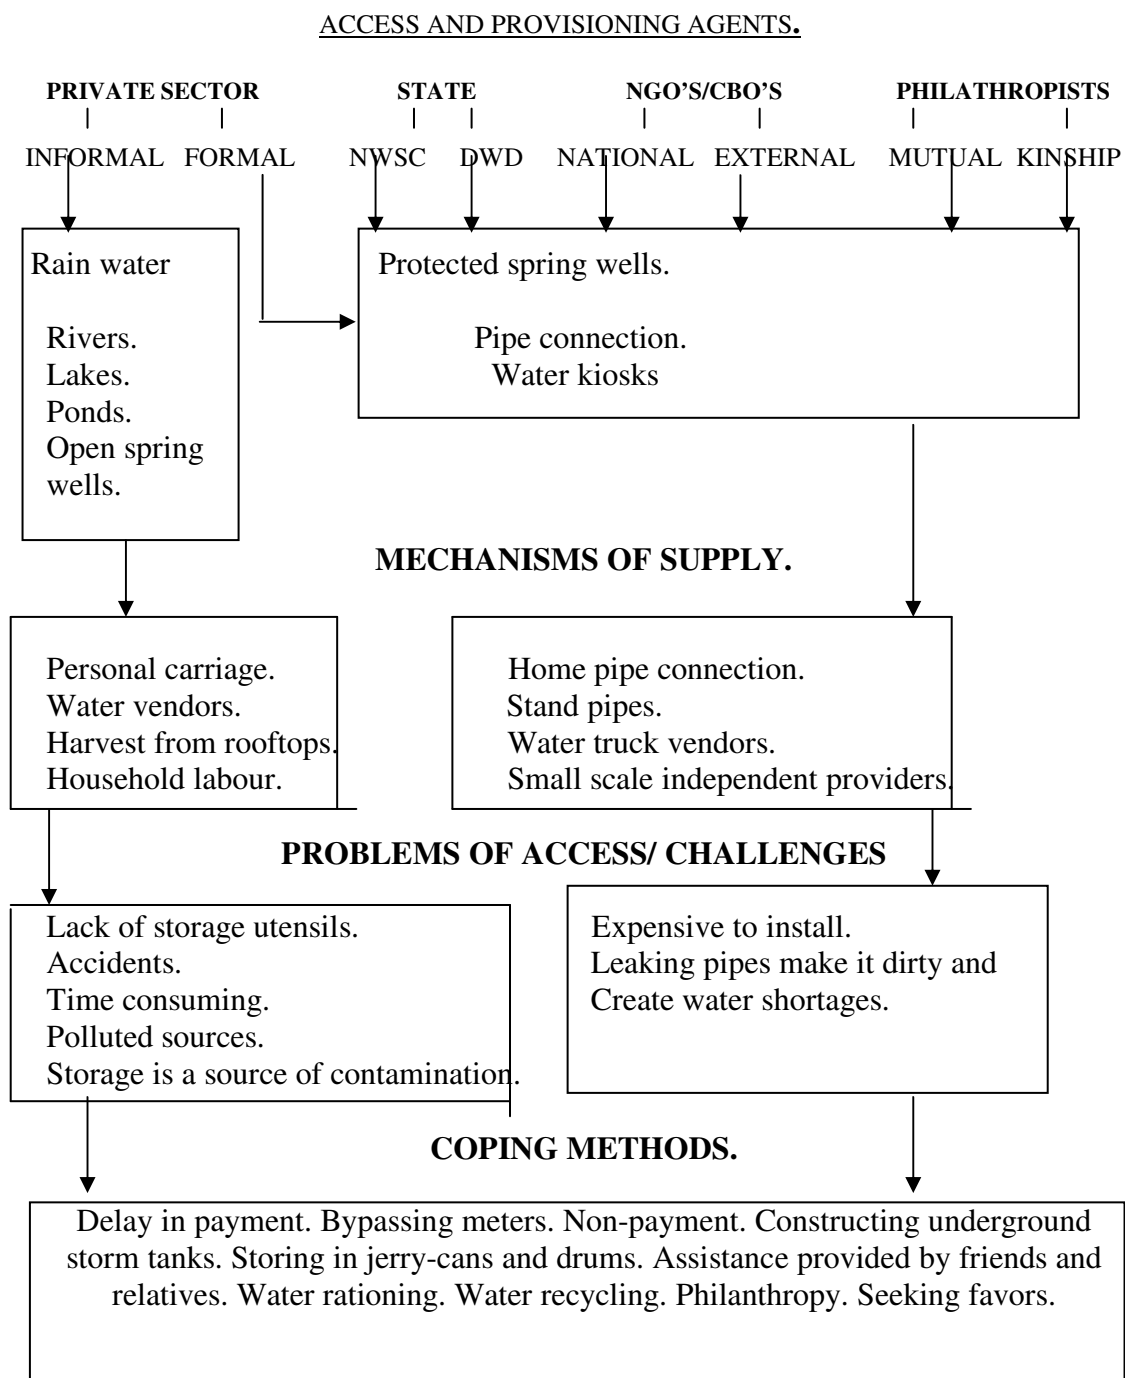 ACCESS AND PROVISIONING AGENTS.
PRIVATE SECTOR STATE NGO'S/CBO'S PHILATHROPISTS
INFORMAL FORMAL NWSC DWD NATIONAL EXTERNAL MUTUAL KINSHIP
Rain water
Rivers.
Lakes.
Ponds.
Open spring
wells.
Protected spring wells.
Pipe connection.
Water kiosks
MECHANISMS OF SUPPLY.
Personal carriage.
Water vendors.
Harvest from rooftops.
Household labour.
Home pipe connection.
Stand pipes.
Water truck vendors.
Small scale independent providers.
PROBLEMS OF ACCESS/ CHALLENGES
Lack of storage utensils.
Accidents.
Time consuming.
Polluted sources.
Storage is a source of contamination.
Expensive to install.
Leaking pipes make it dirty and
Create water shortages.
COPING METHODS.
Delay in payment. Bypassing meters. Non-payment. Constructing underground
storm tanks. Storing in jerry-cans and drums. Assistance provided by friends and
relatives. Water rationing. Water recycling. Philanthropy. Seeking favors.